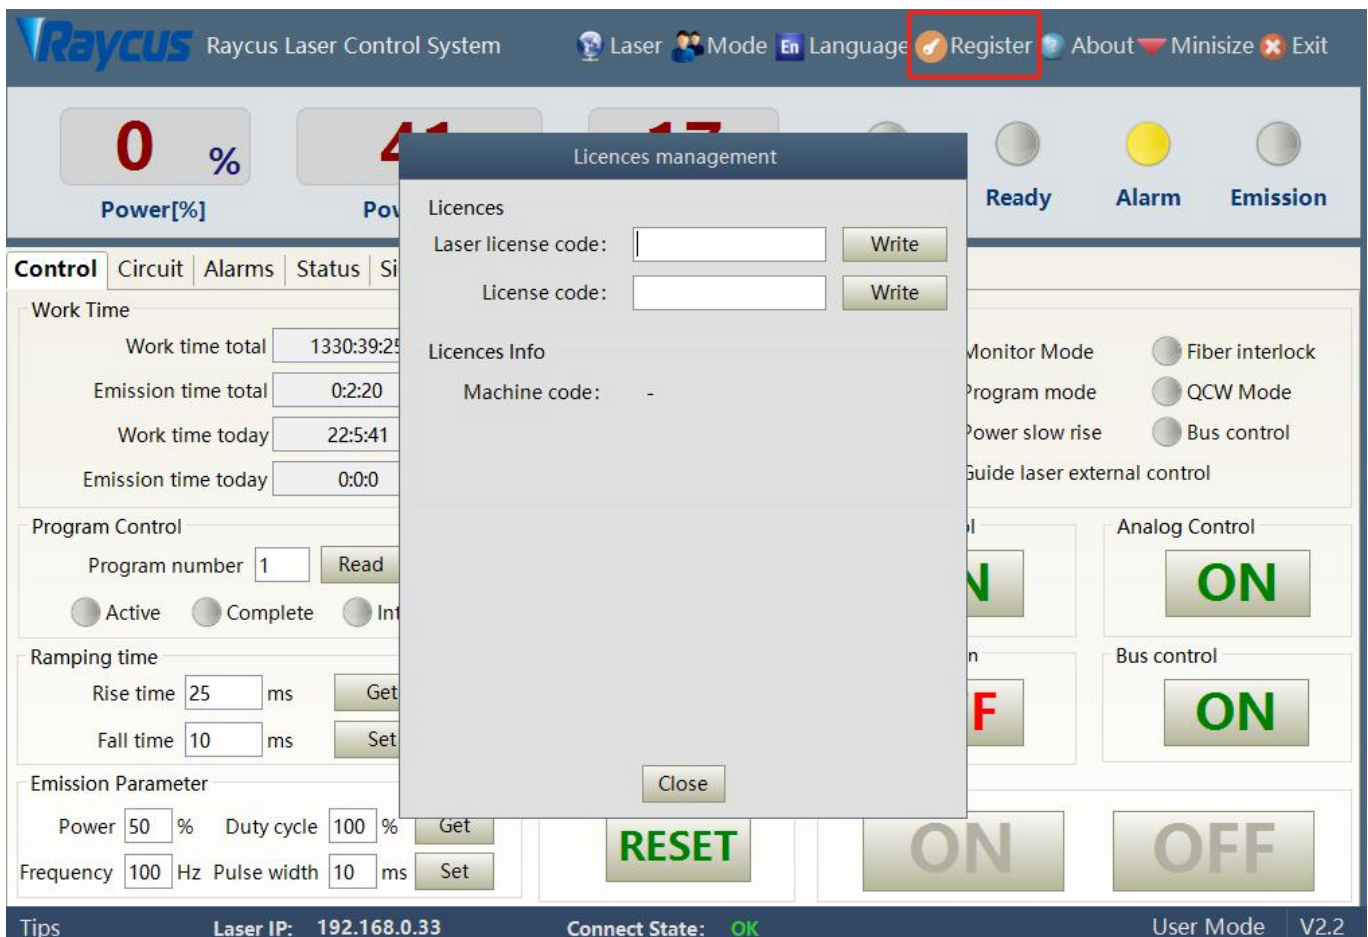 Raycus Raycus Laser Control System Laser Mode En Language Register About Minisize Exit
0 %
Power[%] Ready Alarm Emission
Licences management
Control Circuit Alarms Status
Licences
Laser license code: Write
License code: Write
Licences Info
Machine code: -
Close
Work Time
Work time total 1330:39:25
Emission time total 0:2:20
Work time today 22:5:41
Emission time today 0:0:0
Monitor Mode Fiber interlock
Program mode QCW Mode
Power slow rise Bus control
Guide laser external control
Program Control
Program number 1 Read
Active Complete
Analog Control
ON
Ramping time
Rise time 25 ms Get
Fall time 10 ms Set
Bus control
ON
Emission Parameter
Power 50 % Duty cycle 100 % Get
Frequency 100 Hz Pulse width 10 ms Set
RESET
ON OFF
Tips Laser IP: 192.168.0.33 Connect State: OK User Mode V2.2